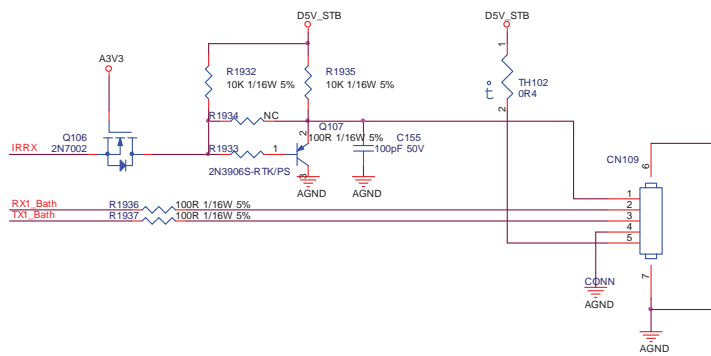 D5V_STB
D5V_STB
A3V3
1
R1932
10K 1/16W 5%
R1935
10K 1/16W 5%
t
TH102
0R4
2
R1934
NC
2
Q107
Q106
2N7002
100R 1/16W 5%
C155
100pF 50V
IRRX
R1933
1
2N3906S-RTK/PS
3
AGND
AGND
CN109
6
RX1_Bath
R1936
100R 1/16W 5%
TX1_Bath
R1937
100R 1/16W 5%
1
2
3
4
5
7
CONN
AGND
AGND